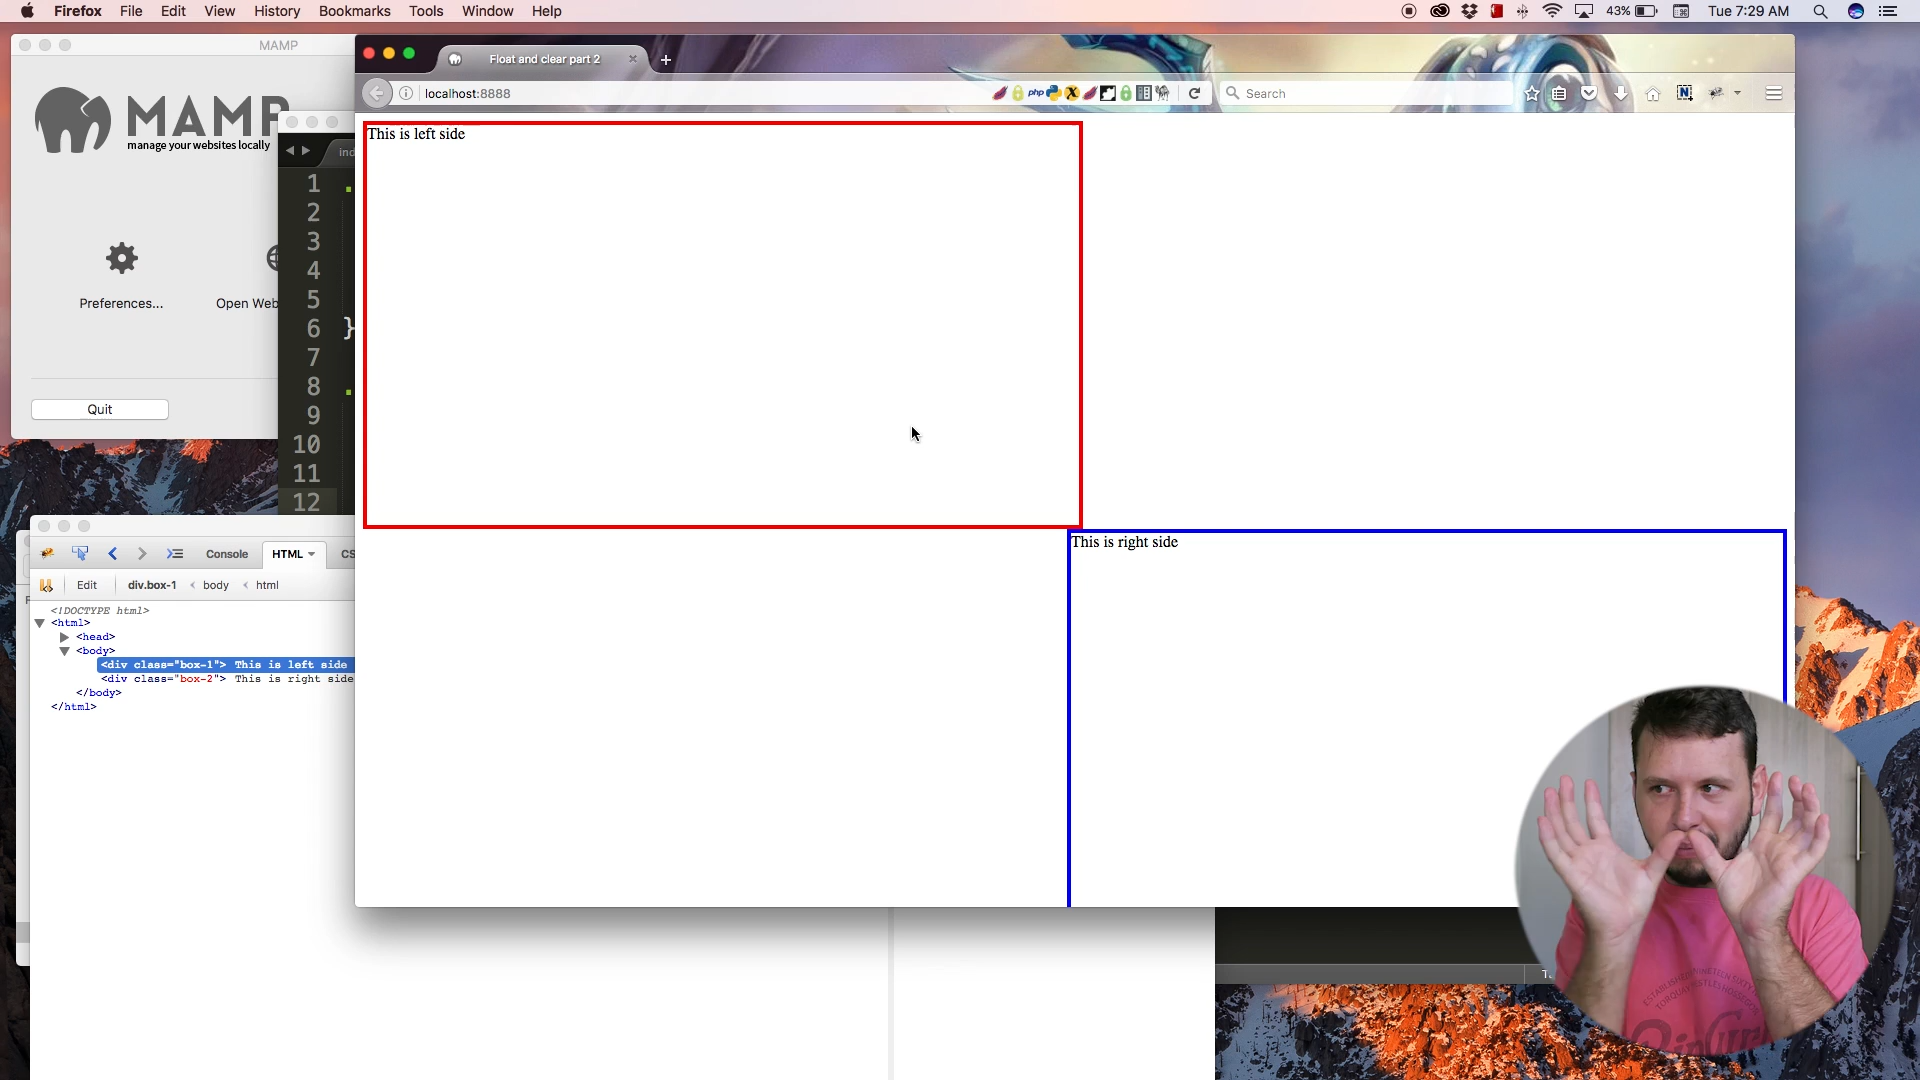 Firefox File Edit View History Bookmarks Tools Window Help
43% Tue 7:29 AM
MAMP
MAMP
manage your websites locally
Preferences...
Open Web
Quit
Float and clear part 2
localhost:8888
php
Search
ind
1
2
3
4
5
6 }
7
8 .
9
10
11
12
This is left side
This is right side
Console HTML CS
Edit div.box-1 < body < html
<!DOCTYPE html>
<html>
<head>
<body>
<div class="box-1"> This is left side
<div class="box-2"> This is right side
</body>
</html>